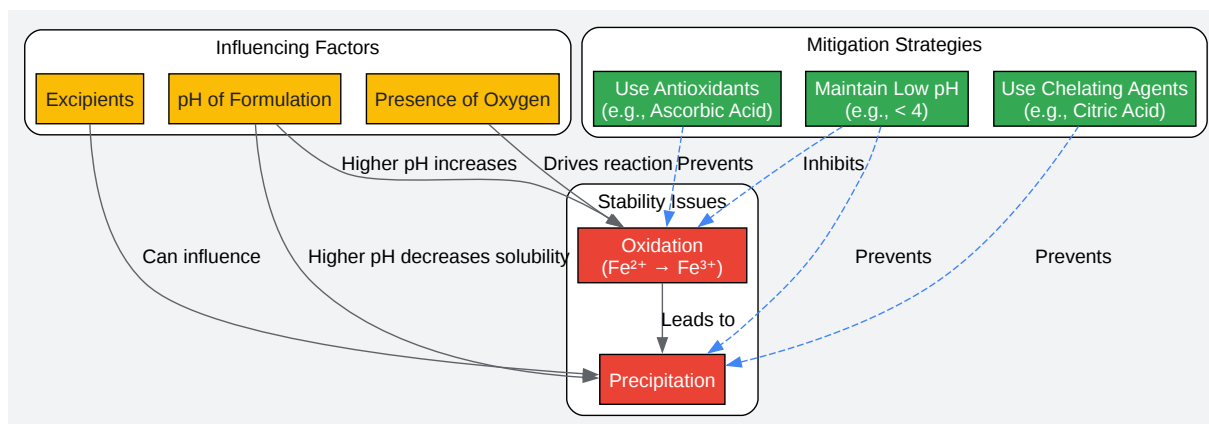 Influencing Factors
Mitigation Strategies
Excipients
pH of Formulation
Presence of Oxygen
Use Antioxidants
(e.g., Ascorbic Acid)
Maintain Low pH
(e.g., < 4)
Use Chelating Agents
(e.g., Citric Acid)
Higher pH increases
Drives reaction
Prevents
Inhibits
Stability Issues
Oxidation
(Fe²⁺ → Fe³⁺)
Can influence
Higher pH decreases solubility
Prevents
Prevents
Leads to
Precipitation